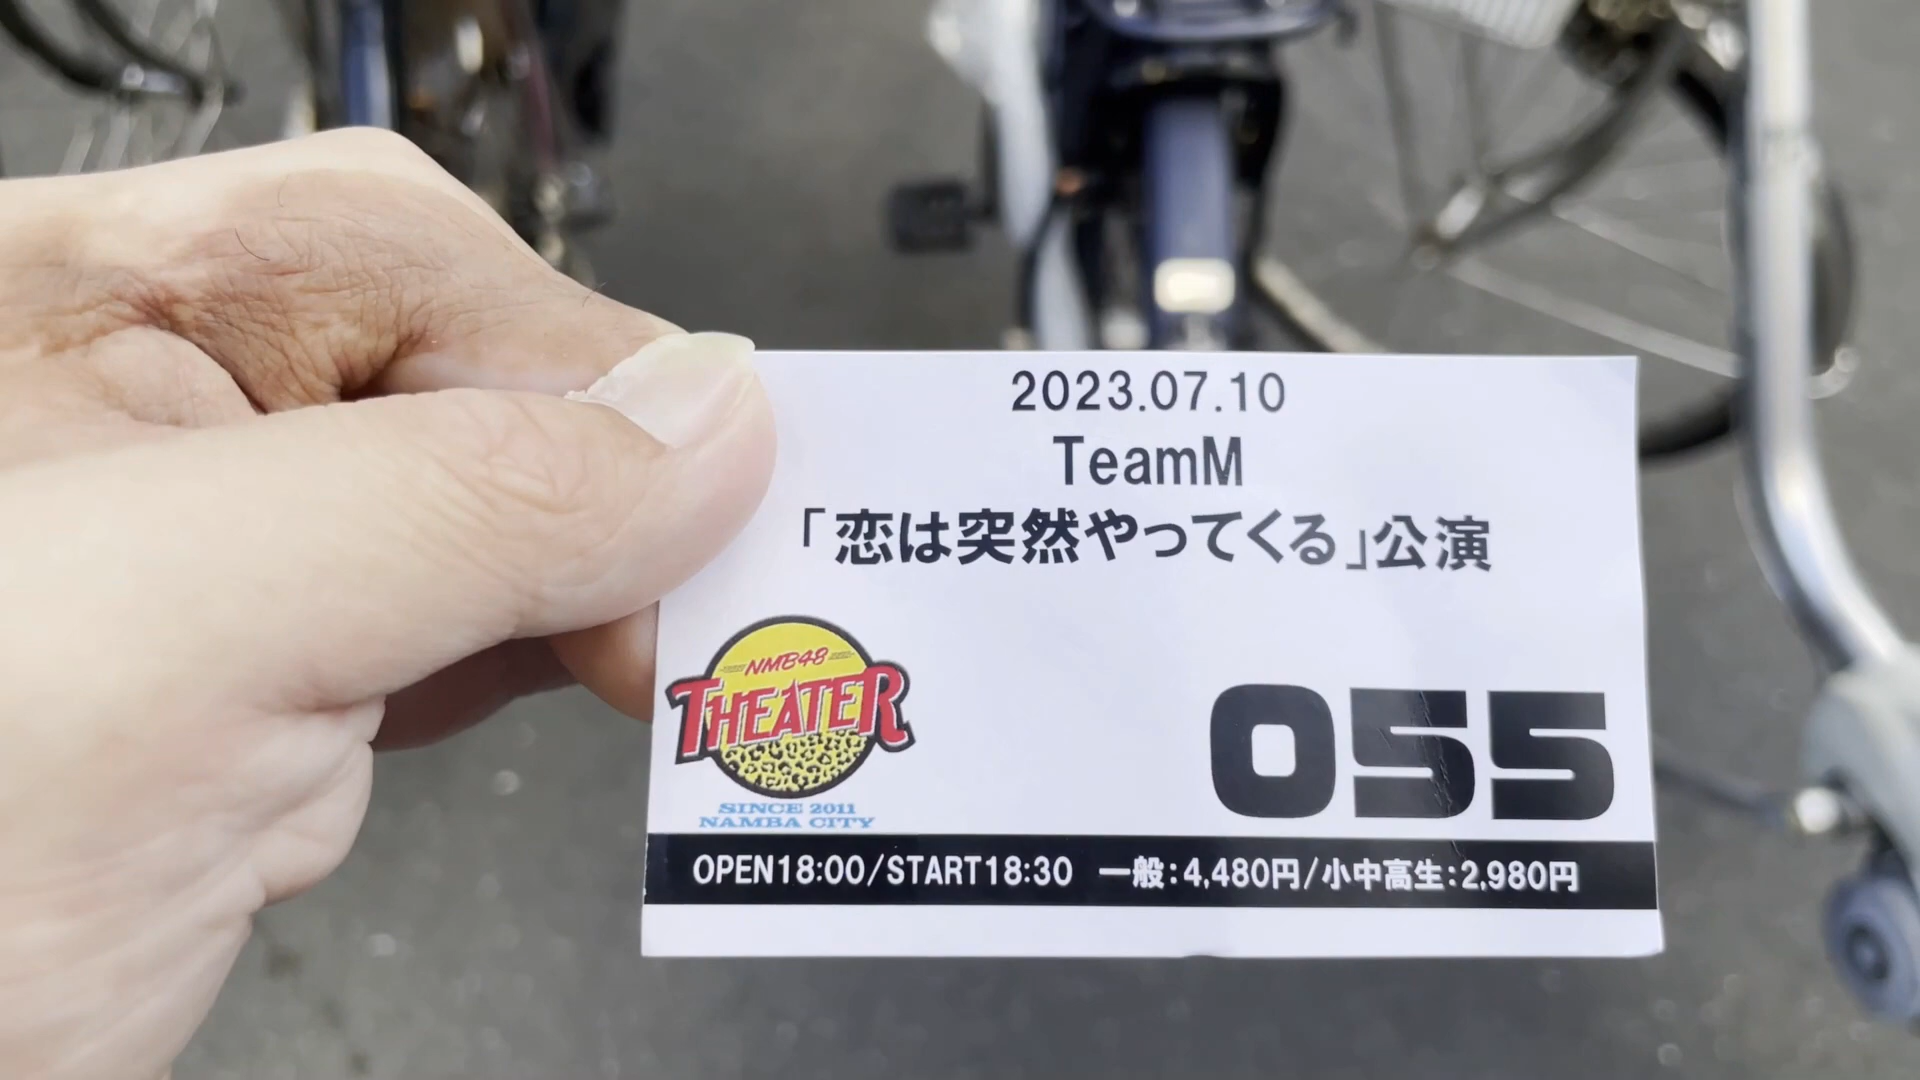 2023.07.10
TeamM
「恋は突然やってくる」公演
NMB48
THEATER
SINCE 2011
NAMBA CITY
055
OPEN18:00/START18:30 一般:4,480円/小中高生:2,980円